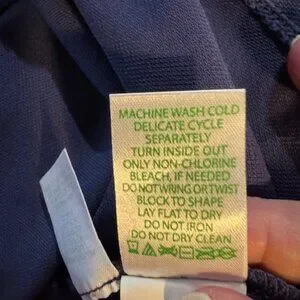 MACHINE WASH COLD
DELICATE CYCLE
SEPARATELY
TURN INSIDE OUT
ONLY NON-CHLORINE
BLEACH, IF NEEDED
DO NOT WRING OR TWIST
BLOCK TO SHAPE
LAY FLAT TO DRY
DO NOT IRON
DO NOT DRY CLEAN